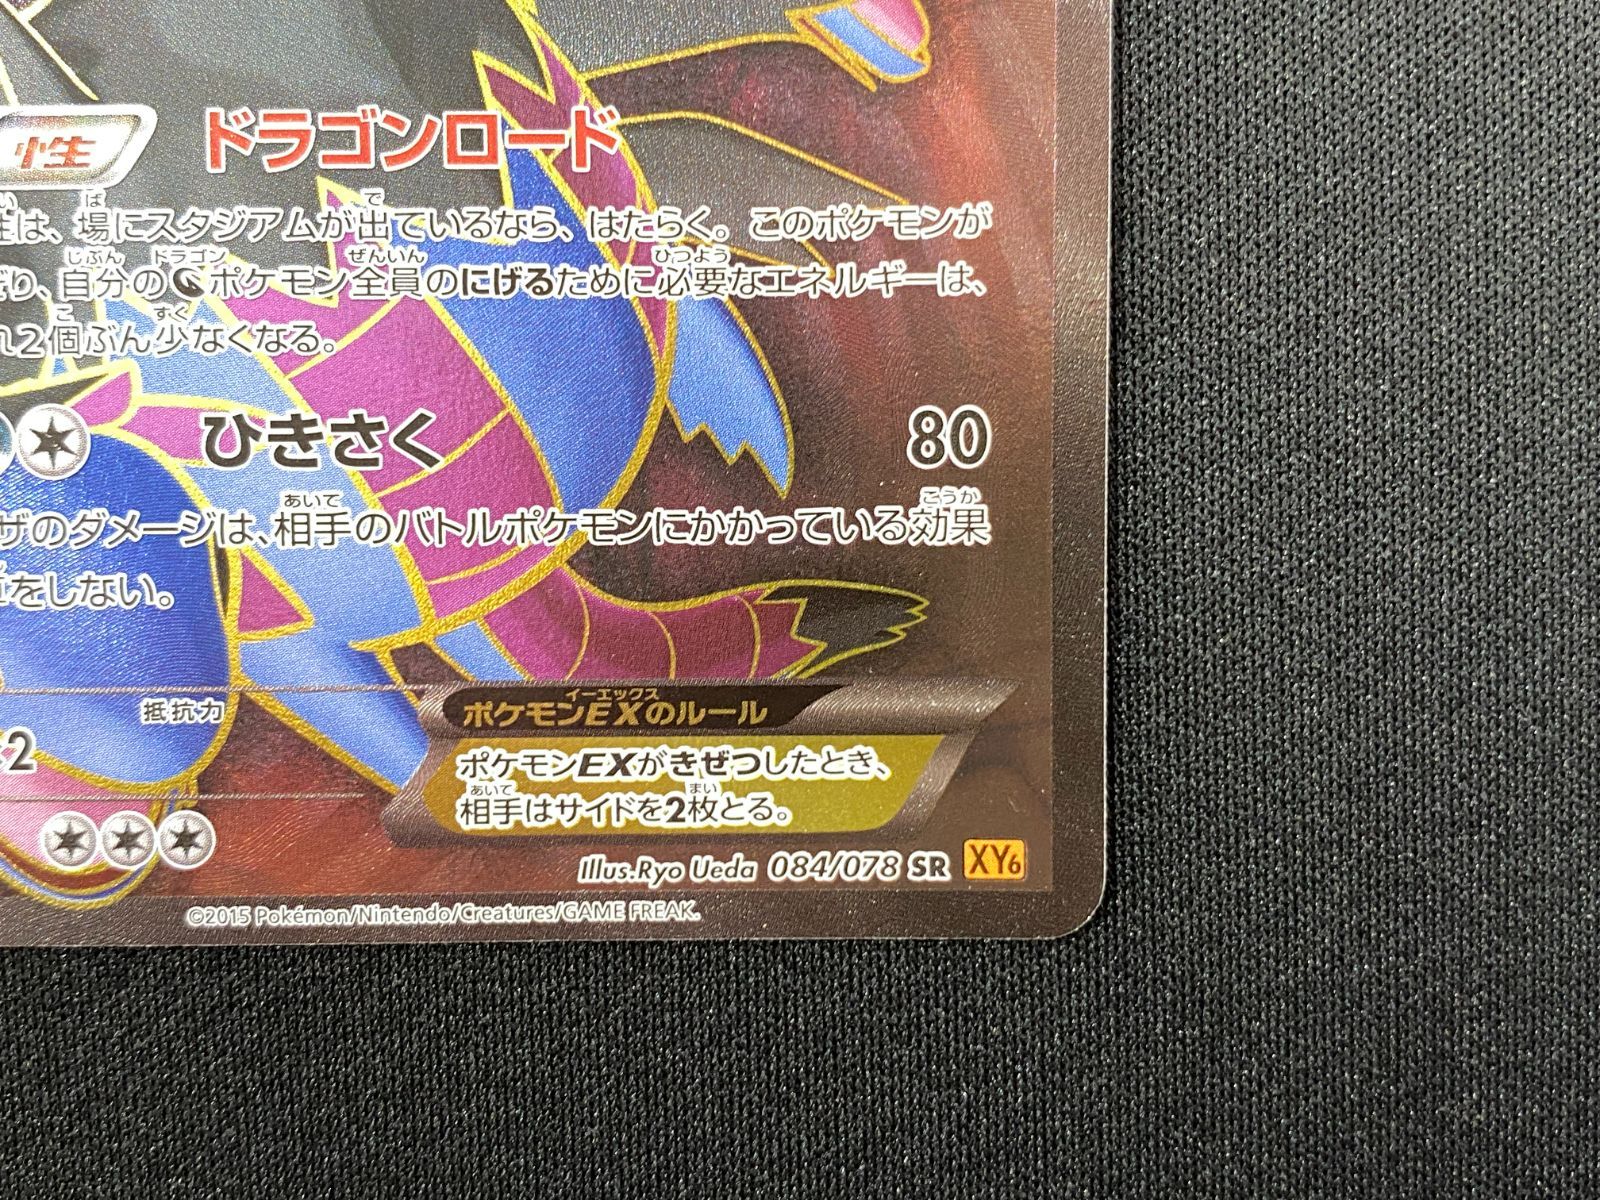 性 ドラゴンロード
性は、場にスタジアムが出ているなら、はたらく。このポケモンが
り、自分のポケモン全員のにげるために必要なエネルギーは、
2個ぶん少なくなる。
ひきさく 80
ザのダメージは、相手のバトルポケモンにかかっている効果
をしない。
抵抗力
×2
ポケモンEXのルール
ポケモンEXがきぜつしたとき、
相手はサイドを2枚とる。
Illus.Ryo Ueda 084/078 SR XY6
©2015 Pokémon/Nintendo/Creatures/GAME FREAK.